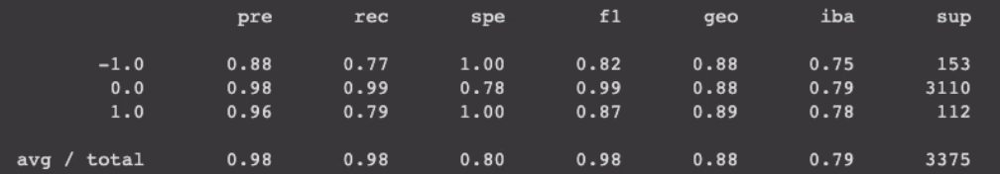 pre rec spe f1 geo iba sup
-1.0 0.88 0.77 1.00 0.82 0.88 0.75 153
0.0 0.98 0.99 0.78 0.99 0.88 0.79 3110
1.0 0.96 0.79 1.00 0.87 0.89 0.78 112
avg / total 0.98 0.98 0.80 0.98 0.88 0.79 3375